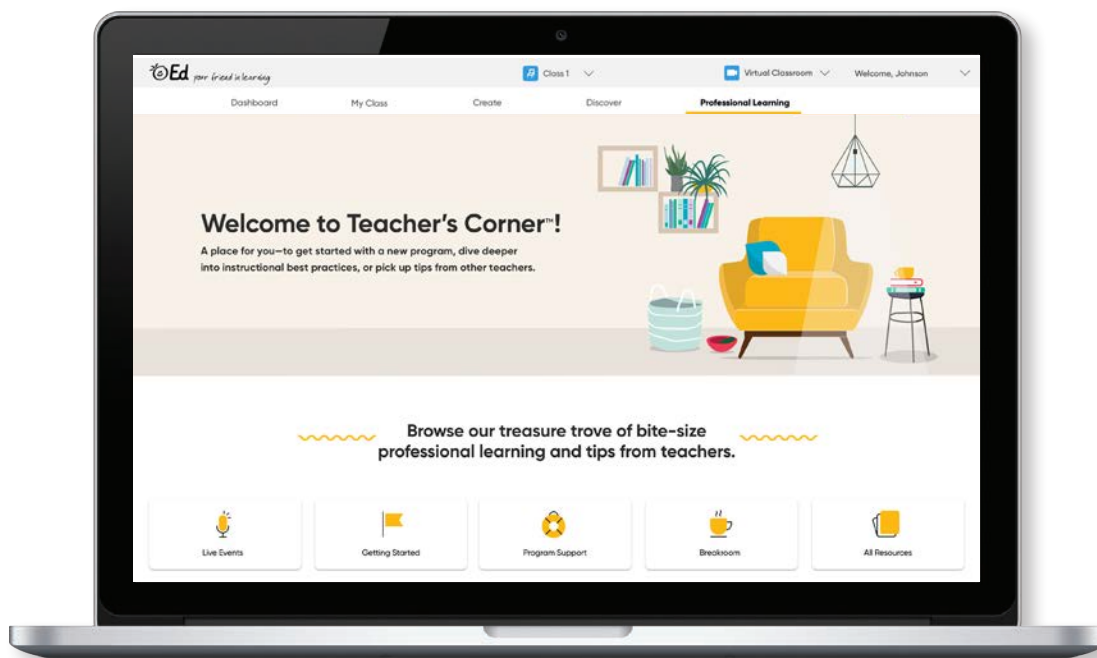 Ed your friend in learning
Class 1
Virtual Classroom
Welcome, Johnson
Dashboard
My Class
Create
Discover
Professional Learning
Welcome to Teacher's Corner™!
A place for you—to get started with a new program, dive deeper
into instructional best practices, or pick up tips from other teachers.
Browse our treasure trove of bite-size
professional learning and tips from teachers.
Live Events
Getting Started
Program Support
Breakroom
All Resources